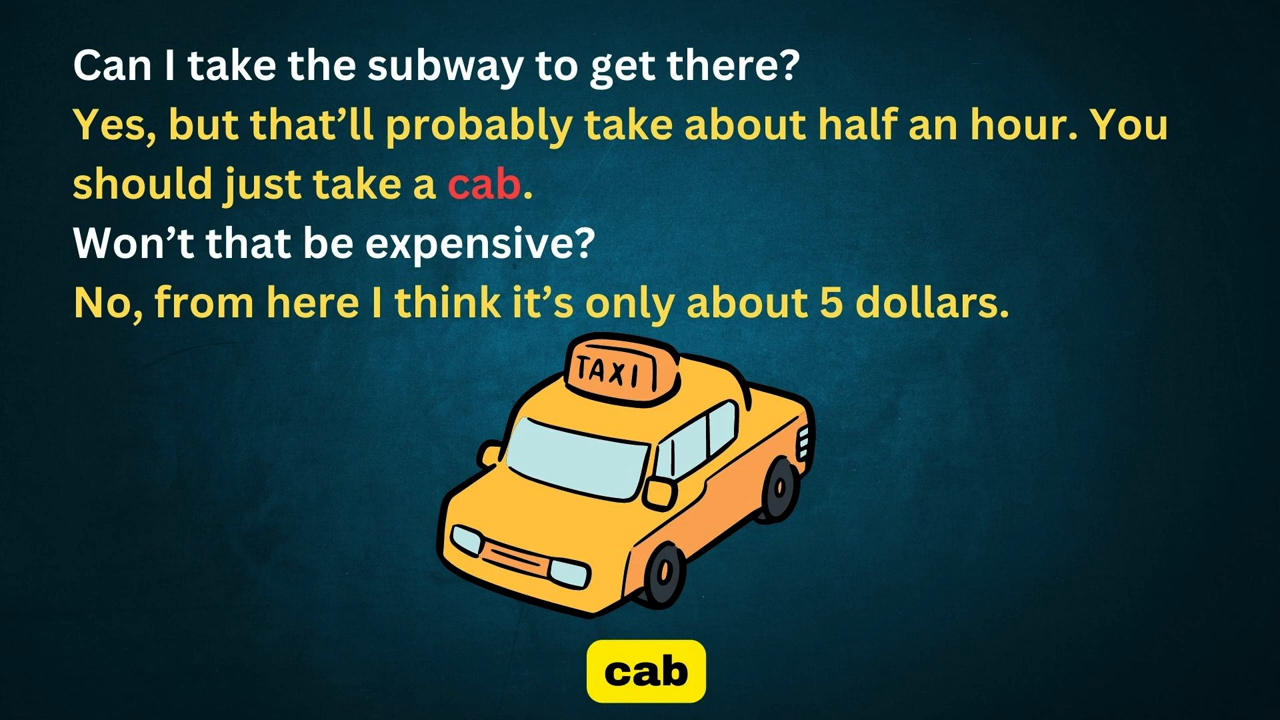 Can I take the subway to get there?
Yes, but that’ll probably take about half an hour. You
should just take a cab.
Won’t that be expensive?
No, from here I think it’s only about 5 dollars.
TAXI
cab